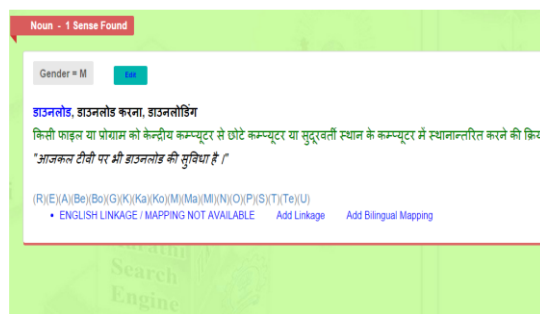 Noun - 1 Sense Found
Gender = M Edit
डाउनलोड, डाउनलोड करना, डाउनलोडिंग
किसी फाइल या प्रोग्राम को केन्द्रीय कम्प्यूटर से छोटे कम्प्यूटर या सुदूरवर्ती स्थान के कम्प्यूटर में स्थानान्तरित करने की
"आजकल टीवी पर भी डाउनलोड की सुविधा है ।"
(R)(E)(A)(Be)(Bo)(G)(K)(Ka)(Ko)(M)(Ma)(Ml)(N)(O)(P)(S)(T)(Te)(U)
• ENGLISH LINKAGE / MAPPING NOT AVAILABLE Add Linkage Add Bilingual Mapping
Search
Engine